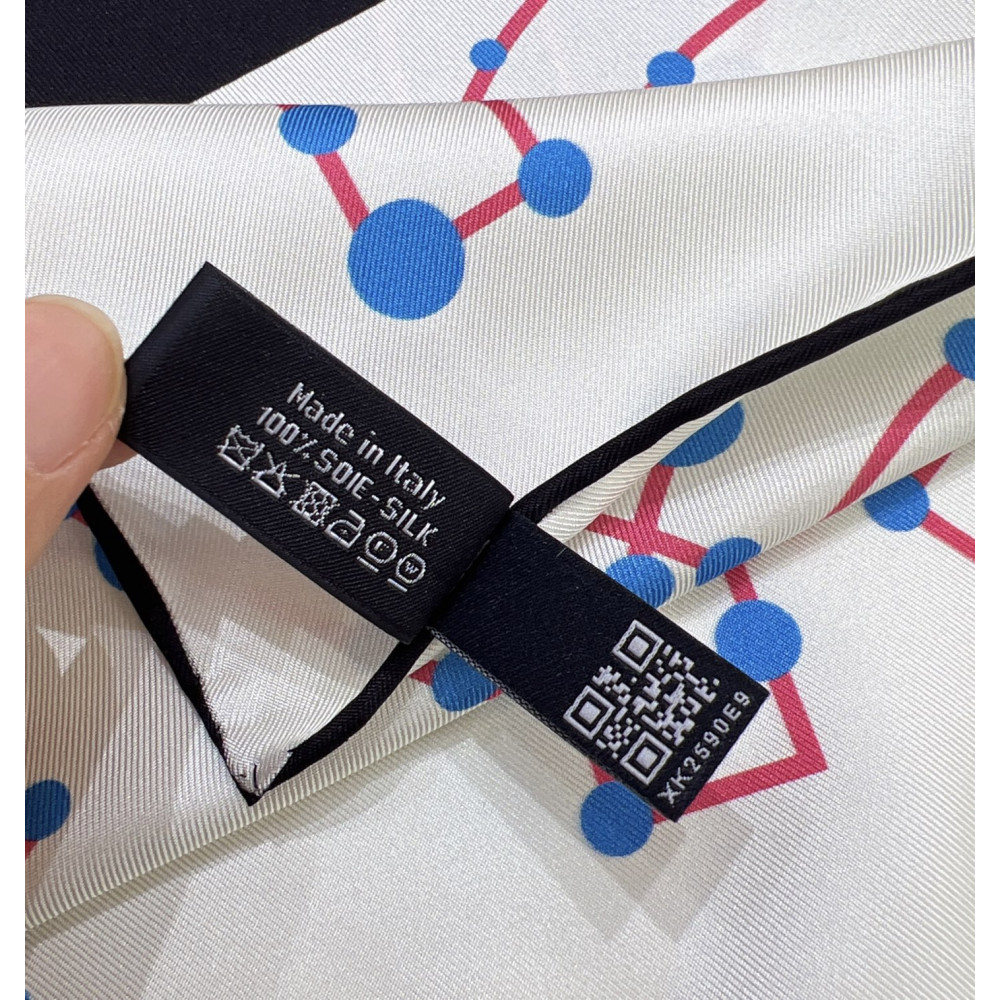 Made in Italy
100% SOIE-SILK
XK2590E9